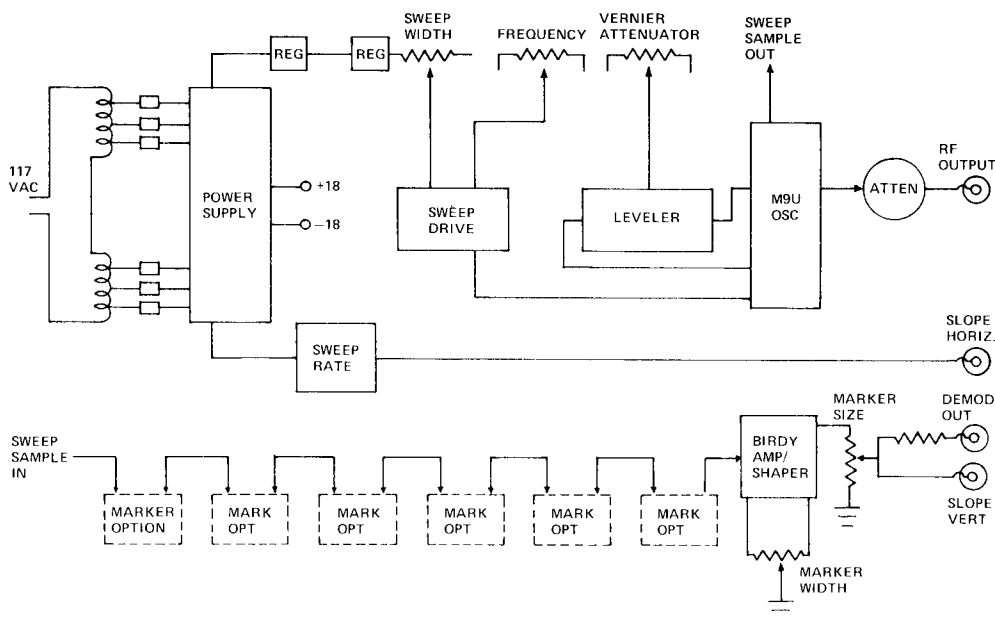 SWEEP
WIDTH
FREQUENCY
VERNIER
ATTENUATOR
SWEEP
SAMPLE
OUT
REG
REG
117
VAC
POWER
SUPPLY
+18
−18
SWEEP
DRIVE
LEVELER
M9U
OSC
ATTEN
RF
OUTPUT
SWEEP
RATE
SLOPE
HORIZ.
SWEEP
SAMPLE
IN
MARKER
OPTION
MARK
OPT
MARK
OPT
MARK
OPT
MARK
OPT
MARK
OPT
BIRDY
AMP/
SHAPER
MARKER
SIZE
DEMOD
OUT
SLOPE
VERT
MARKER
WIDTH